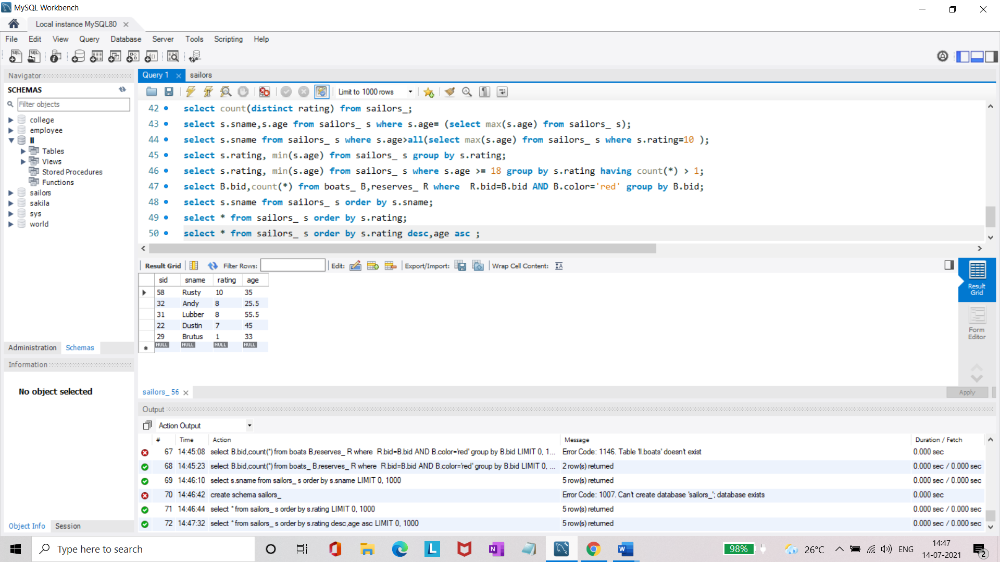 MySQL Workbench
Local instance MySQL80
File Edit View Query Database Server Tools Scripting Help
Navigator
SCHEMAS
Filter objects
college
employee
ll
Tables
Views
Stored Procedures
Functions
sailors
sakila
sys
world
Administration Schemas
Information
No object selected
Object Info Session
Query 1 sailors
Limit to 1000 rows
42 select count(distinct rating) from sailors_;
43 select s.sname,s.age from sailors_ s where s.age= (select max(s.age) from sailors_ s);
44 select s.sname from sailors_ s where s.age>all(select max(s.age) from sailors_ s where s.rating=10 );
45 select s.rating, min(s.age) from sailors_ s group by s.rating;
46 select s.rating, min(s.age) from sailors_ s where s.age >= 18 group by s.rating having count(*) > 1;
47 select B.bid,count(*) from boats_ B,reserves_ R where  R.bid=B.bid AND B.color='red' group by B.bid;
48 select s.sname from sailors_ s order by s.sname;
49 select * from sailors_ s order by s.rating;
50 select * from sailors_ s order by s.rating desc,age asc ;
Result Grid Filter Rows: Edit: Export/Import: Wrap Cell Content:
sid sname rating age
58 Rusty 10 35
32 Andy 8 25.5
31 Lubber 8 55.5
22 Dustin 7 45
29 Brutus 1 33
NULL NULL NULL NULL
Result Grid
Form Editor
sailors_ 56
Apply
Output
Action Output
# Time Action Message Duration / Fetch
67 14:45:08 select B.bid,count(*) from boats B,reserves_ R where  R.bid=B.bid AND B.color='red' group by B.bid LIMIT 0, 1... Error Code: 1146. Table 'll.boats' doesn't exist 0.000 sec
68 14:45:23 select B.bid,count(*) from boats_ B,reserves_ R where  R.bid=B.bid AND B.color='red' group by B.bid LIMIT 0, ... 2 row(s) returned 0.000 sec / 0.000 sec
69 14:46:10 select s.sname from sailors_ s order by s.sname LIMIT 0, 1000 5 row(s) returned 0.000 sec / 0.000 sec
70 14:46:42 create schema sailors_ Error Code: 1007. Can't create database 'sailors_'; database exists 0.000 sec
71 14:46:44 select * from sailors_ s order by s.rating LIMIT 0, 1000 5 row(s) returned 0.000 sec / 0.000 sec
72 14:47:32 select * from sailors_ s order by s.rating desc,age asc LIMIT 0, 1000 5 row(s) returned 0.000 sec / 0.000 sec
Type here to search
98% 26°C ENG 14:47
14-07-2021
2